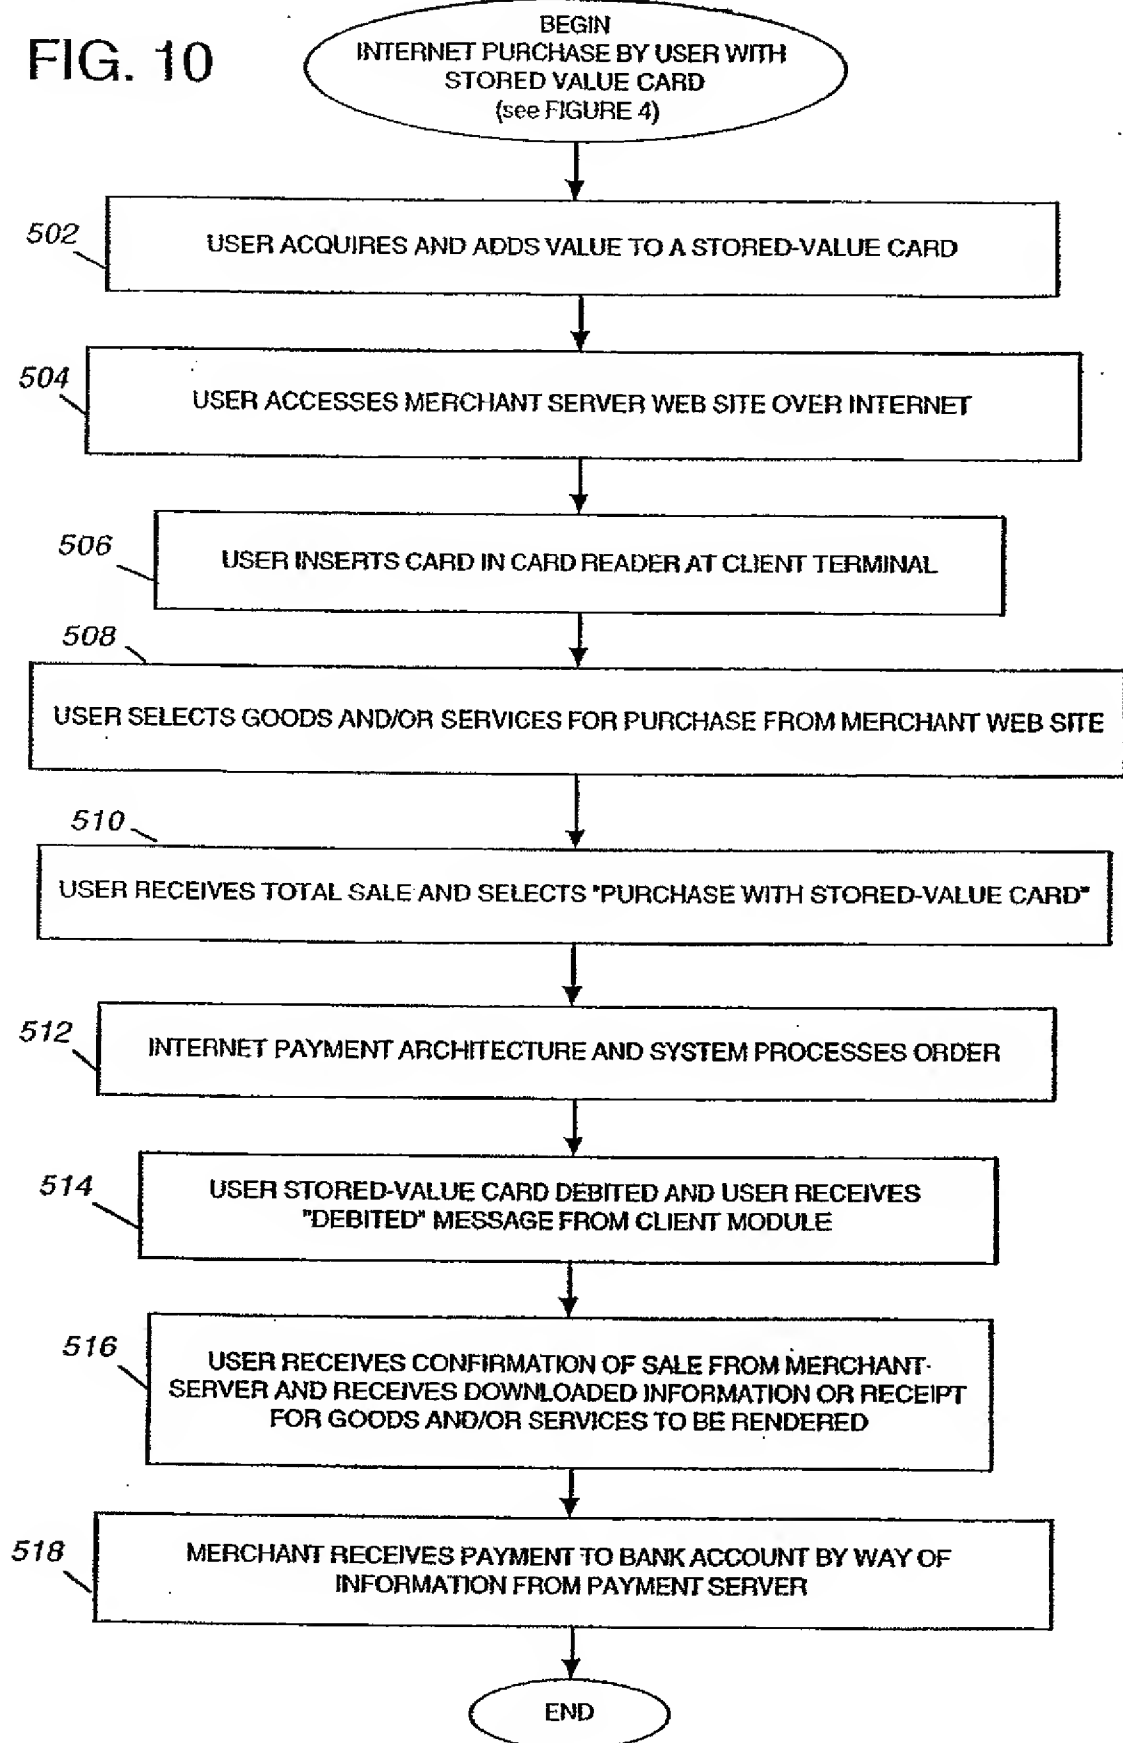 FIG. 10
BEGIN
INTERNET PURCHASE BY USER WITH
STORED VALUE CARD
(see FIGURE 4)
502
USER ACQUIRES AND ADDS VALUE TO A STORED-VALUE CARD
504
USER ACCESSES MERCHANT SERVER WEB SITE OVER INTERNET
506
USER INSERTS CARD IN CARD READER AT CLIENT TERMINAL
508
USER SELECTS GOODS AND/OR SERVICES FOR PURCHASE FROM MERCHANT WEB SITE
510
USER RECEIVES TOTAL SALE AND SELECTS "PURCHASE WITH STORED-VALUE CARD"
512
INTERNET PAYMENT ARCHITECTURE AND SYSTEM PROCESSES ORDER
514
USER STORED-VALUE CARD DEBITED AND USER RECEIVES
"DEBITED" MESSAGE FROM CLIENT MODULE
516
USER RECEIVES CONFIRMATION OF SALE FROM MERCHANT
SERVER AND RECEIVES DOWNLOADED INFORMATION OR RECEIPT
FOR GOODS AND/OR SERVICES TO BE RENDERED
518
MERCHANT RECEIVES PAYMENT TO BANK ACCOUNT BY WAY OF
INFORMATION FROM PAYMENT SERVER
END